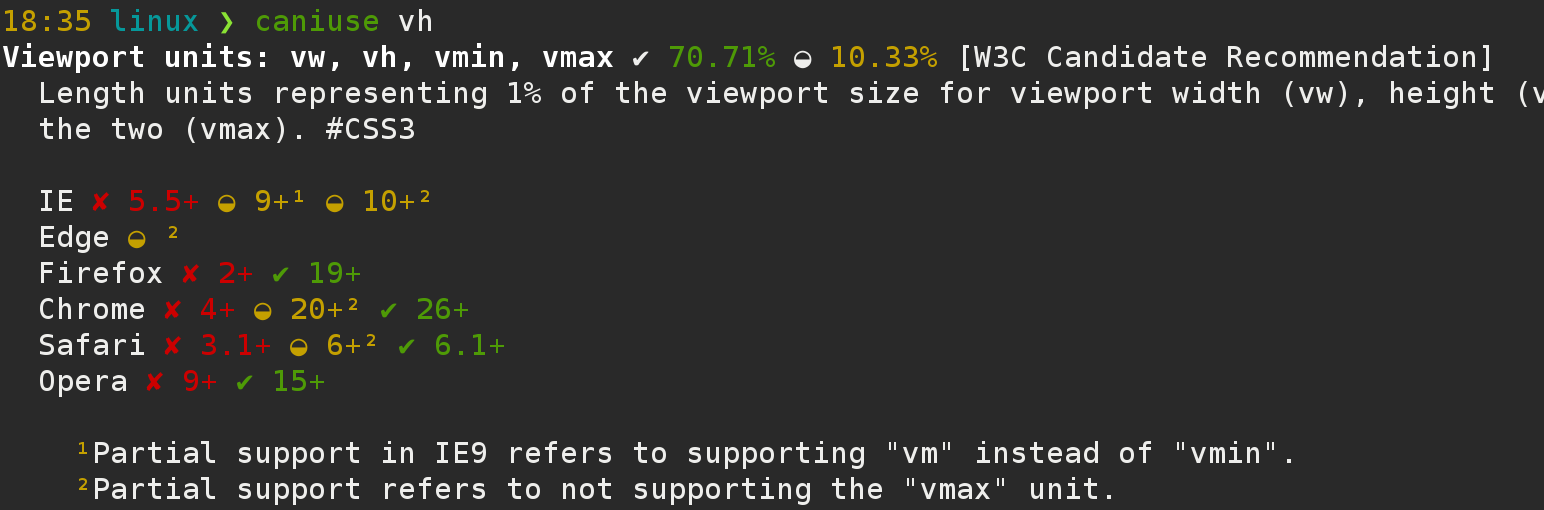 18:35 linux ❯ caniuse vh
Viewport units: vw, vh, vmin, vmax ✔ 70.71% ◒ 10.33% [W3C Candidate Recommendation]
Length units representing 1% of the viewport size for viewport width (vw), height (v
the two (vmax). #CSS3
IE ✘ 5.5+ ◒ 9+¹ ◒ 10+²
Edge ◒ ²
Firefox ✘ 2+ ✔ 19+
Chrome ✘ 4+ ◒ 20+² ✔ 26+
Safari ✘ 3.1+ ◒ 6+² ✔ 6.1+
Opera ✘ 9+ ✔ 15+
¹Partial support in IE9 refers to supporting "vm" instead of "vmin".
²Partial support refers to not supporting the "vmax" unit.